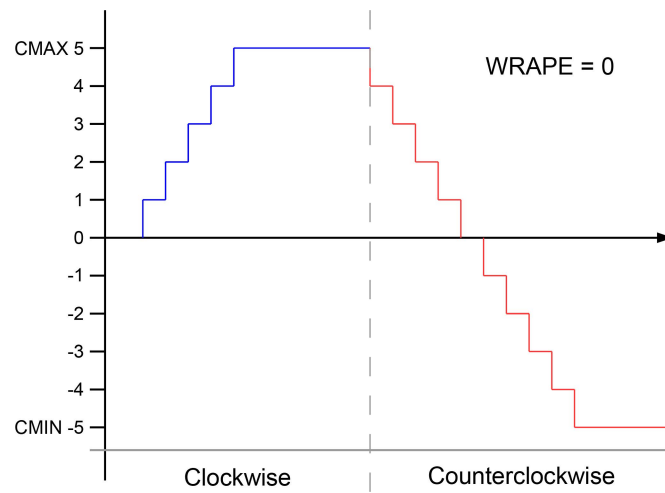 CMAX 5
WRAPE = 0
4
3
2
1
0
-1
-2
-3
-4
CMIN -5
Clockwise
Counterclockwise